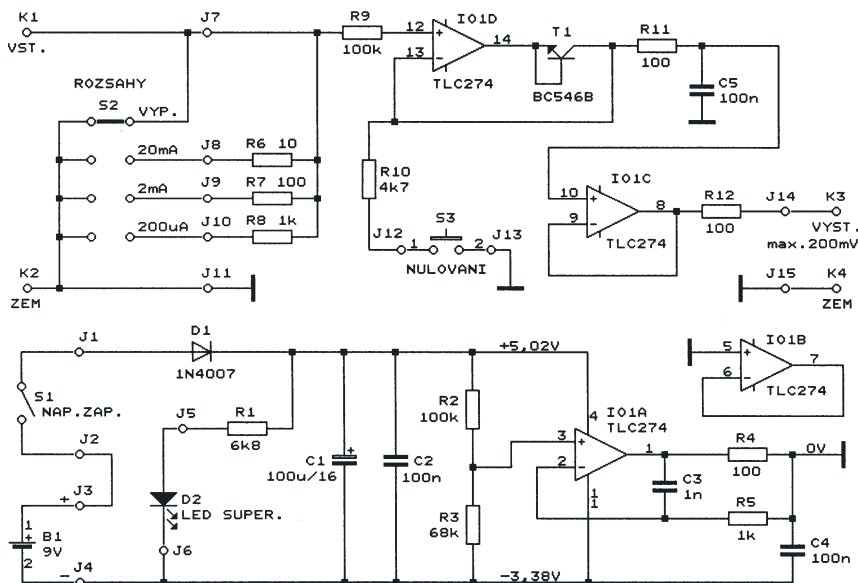 K1
J7
R9
100k
12
+
13
−
IO1D
14
TLC274
T1
BC546B
R11
100
C5
100n
VST.
ROZSAHY
S2
VYP.
20mA
J8
R6 10
2mA
J9
R7 100
200uA
J10
R8 1k
R10
4k7
IO1C
10
+
9
−
8
TLC274
R12
100
J14
K3
VYST.
max.200mV
J12
S3
J13
1
2
NULOVANI
K2
J11
ZEM
J15
K4
ZEM
J1
D1
1N4007
+5,02V
IO1B
5
+
6
−
7
TLC274
S1
NAP.ZAP.
J5
R1
6k8
R2
100k
4
IO1A
TLC274
3
+
2
−
1
R4
100
0V
J2
C1
100u/16
+
C2
100n
C3
1n
R5
1k
+
J3
D2
LED SUPER.
R3
68k
1
1
1
+
B1
9V
2
J6
C4
100n
−
J4
−3,38V